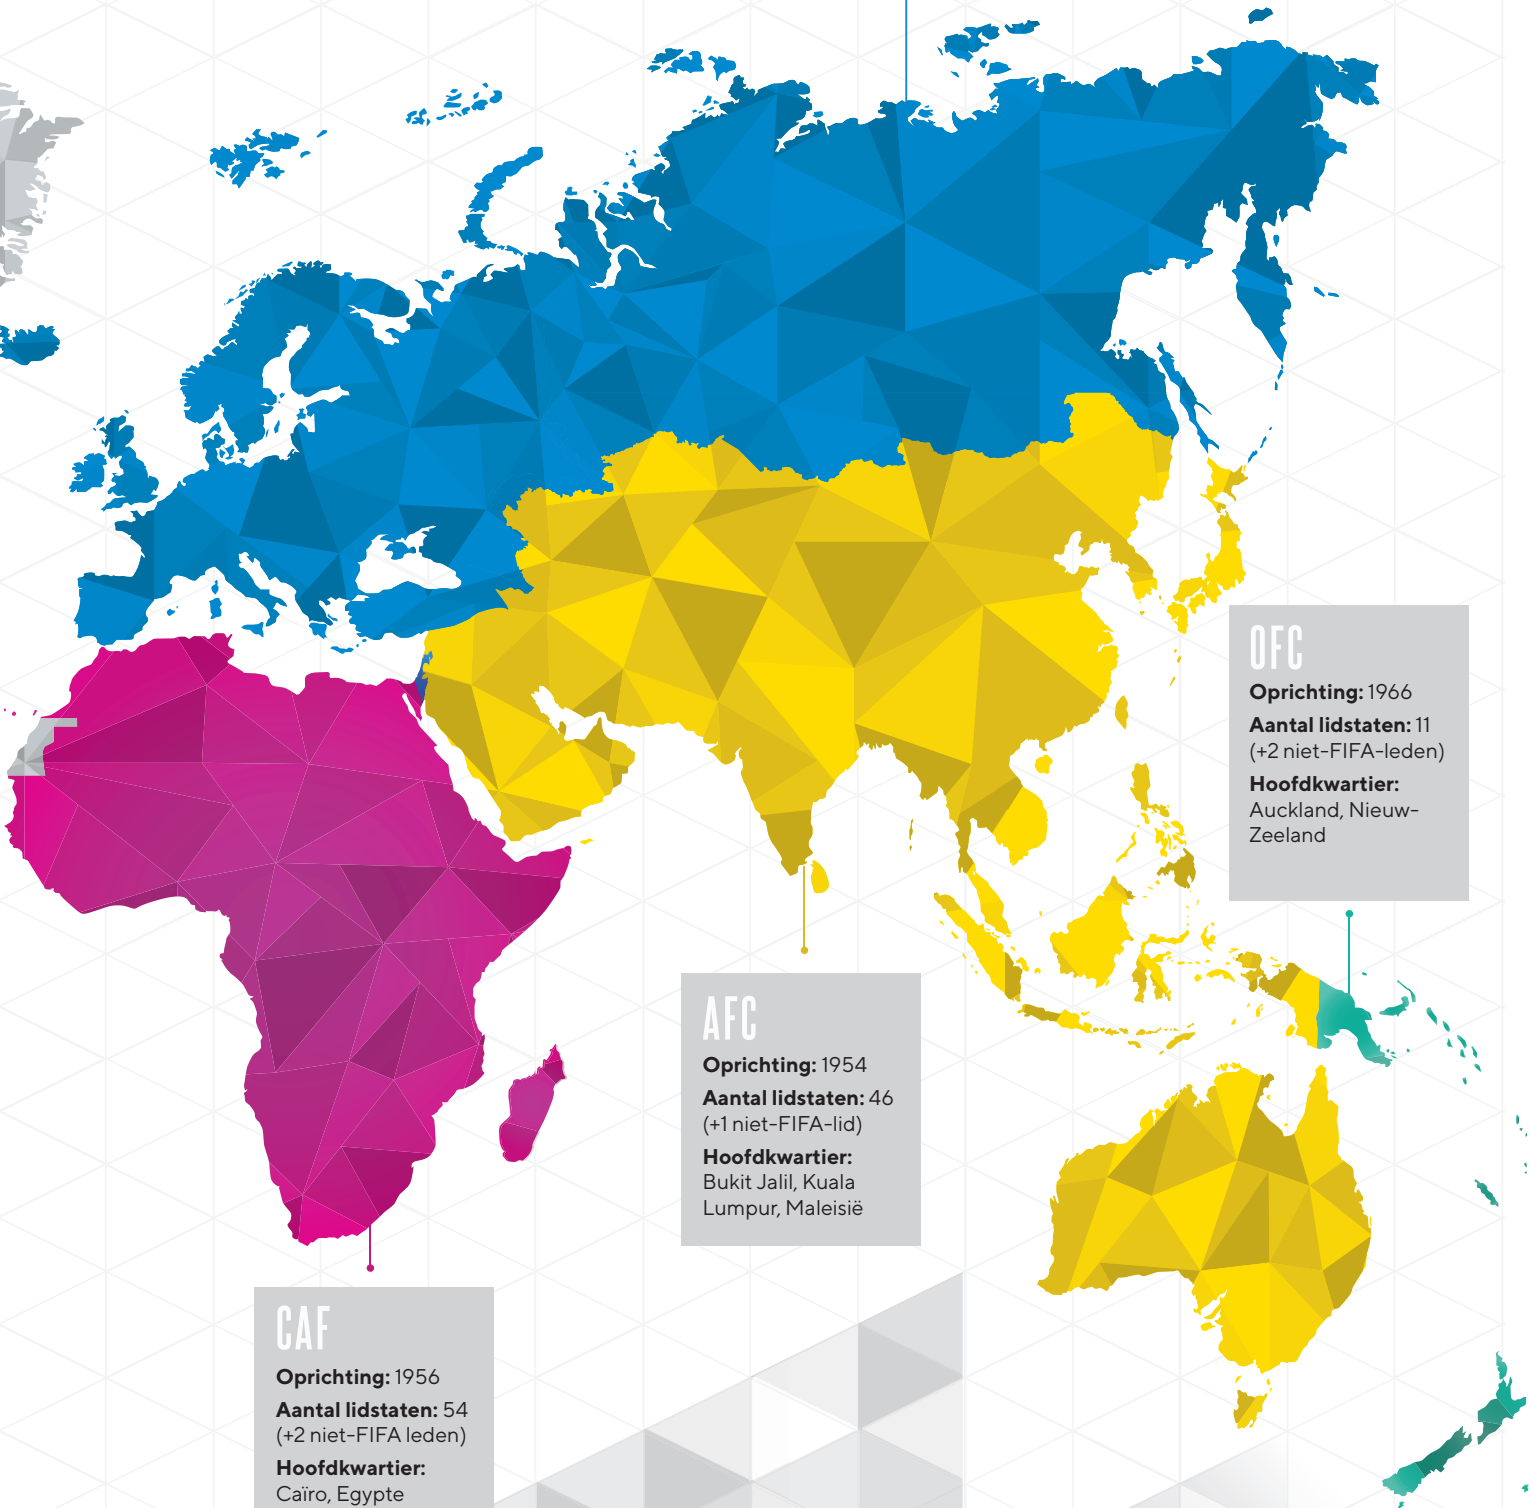 OFC
Oprichting: 1966
Aantal lidstaten: 11
(+2 niet-FIFA-leden)
Hoofdkwartier:
Auckland, Nieuw-
Zeeland
AFC
Oprichting: 1954
Aantal lidstaten: 46
(+1 niet-FIFA-lid)
Hoofdkwartier:
Bukit Jalil, Kuala
Lumpur, Maleisië
CAF
Oprichting: 1956
Aantal lidstaten: 54
(+2 niet-FIFA leden)
Hoofdkwartier:
Caïro, Egypte